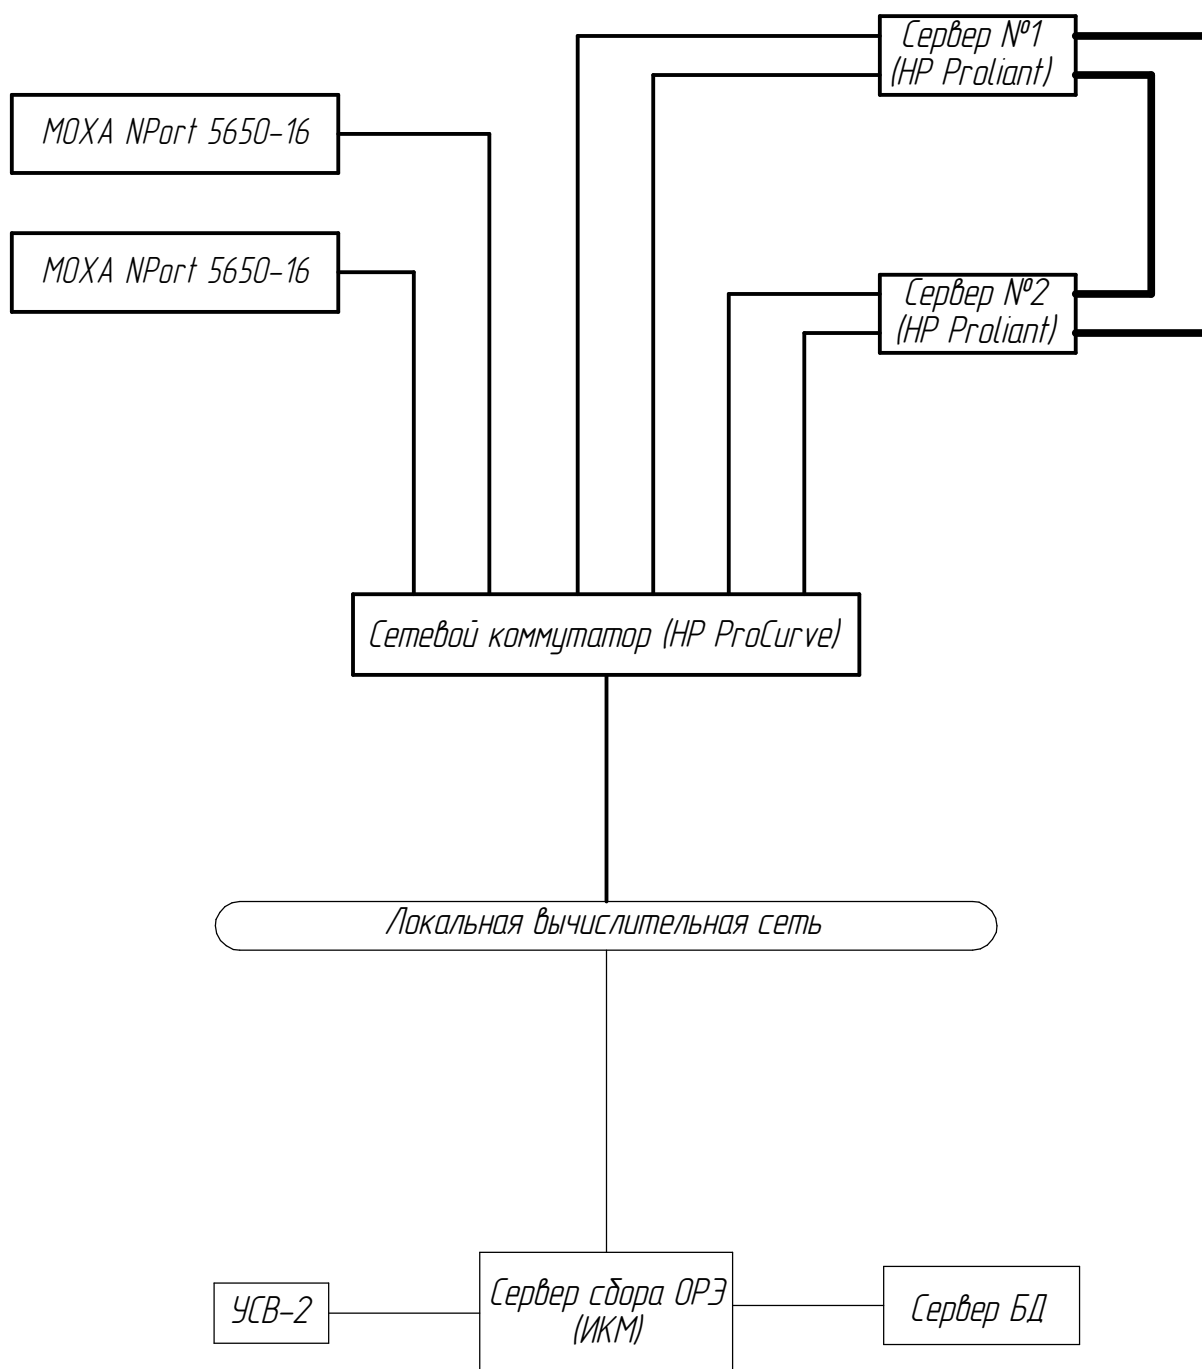 Сервер №1
(HP Proliant)
MOXA NPort 5650-16
MOXA NPort 5650-16
Сервер №2
(HP Proliant)
Сетевой коммутатор (HP ProCurve)
Локальная вычислительная сеть
УСВ-2
Сервер сбора ОРЭ
(ИКМ)
Сервер БД